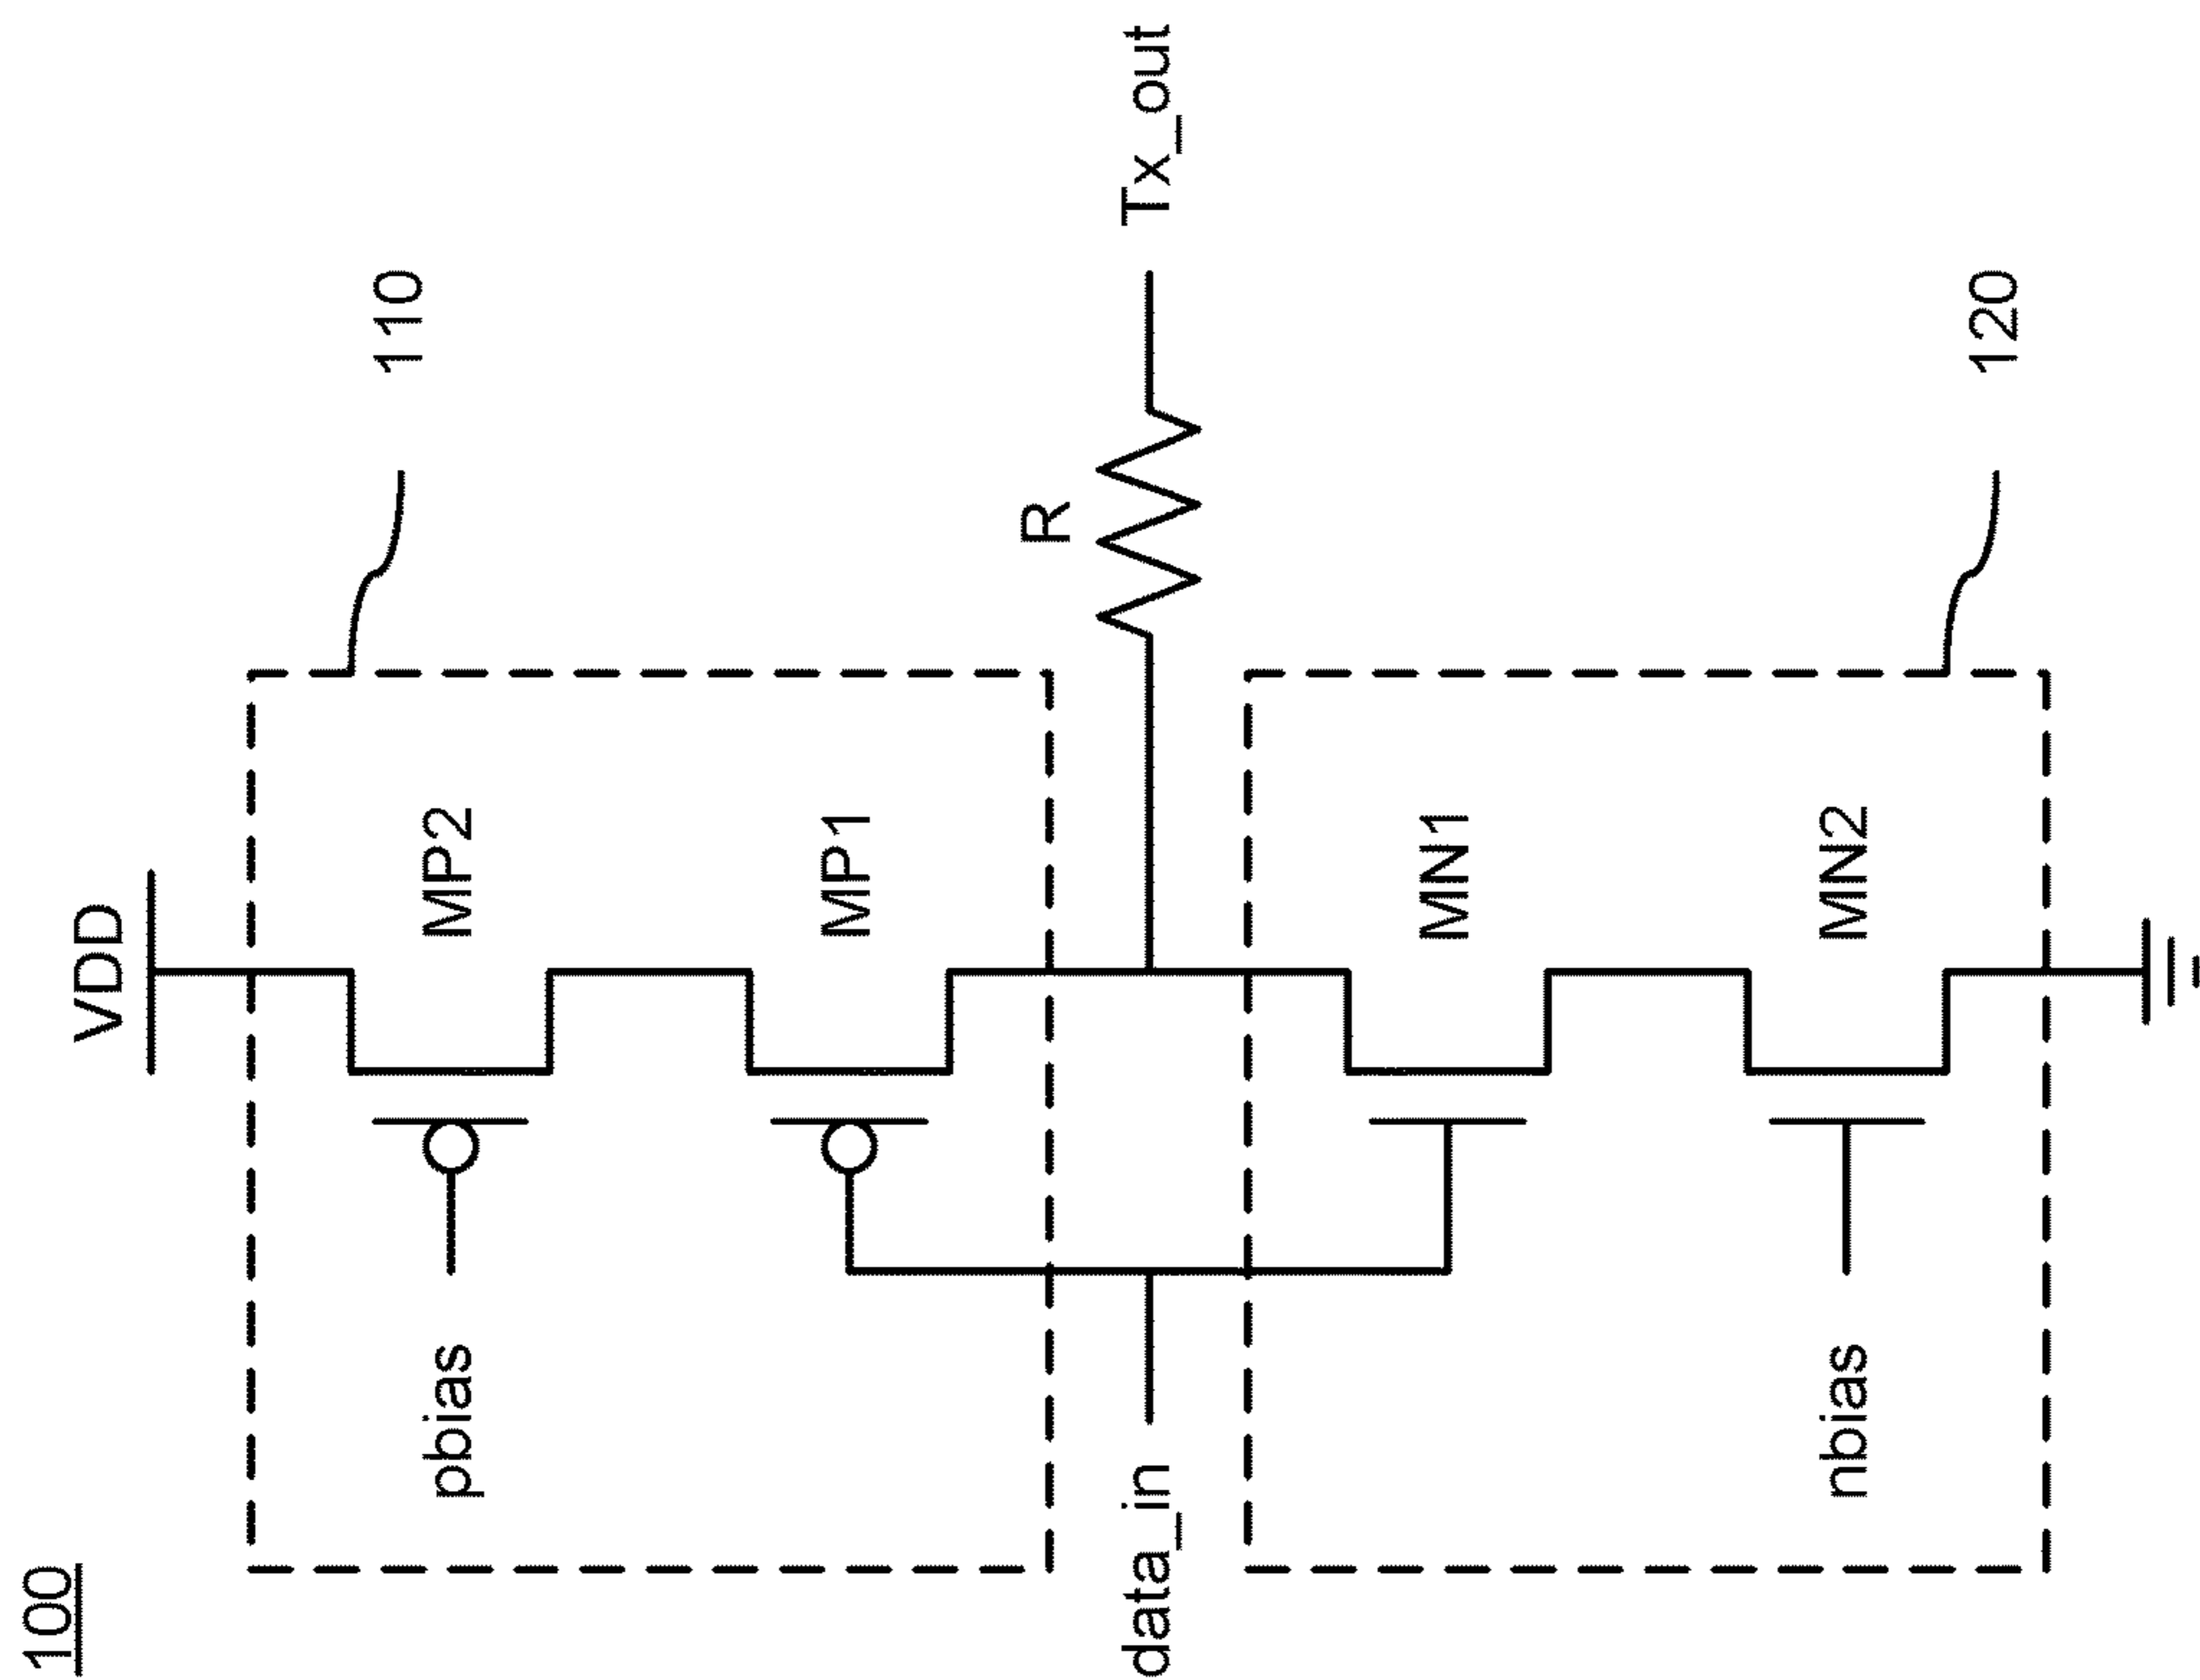 100
VDD
110
pbias
MP2
MP1
data_in
R
Tx_out
MN1
nbias
MN2
120